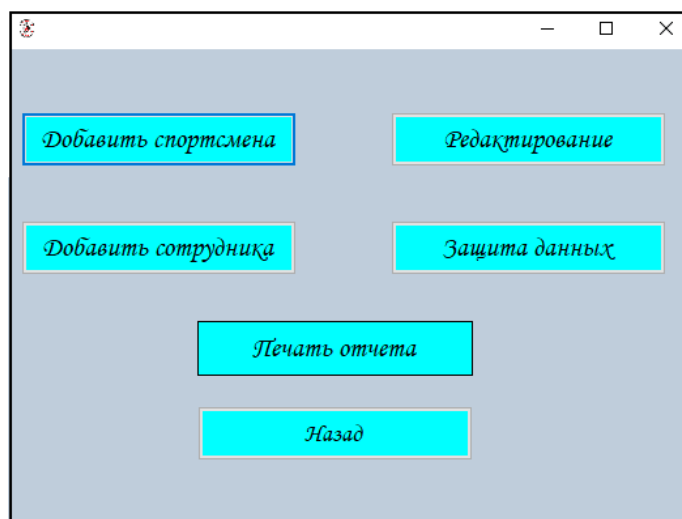 Добавить спортсмена
Редактирование
Добавить сотрудника
Защита данных
Печать отчета
Назад